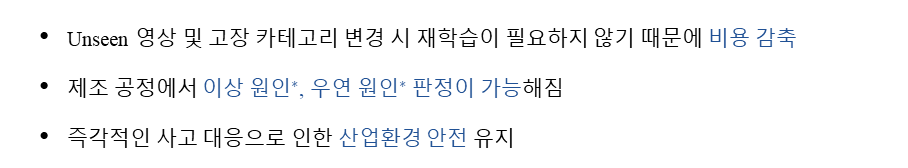 • Unseen 영상 및 고장 카테고리 변경 시 재학습이 필요하지 않기 때문에 비용 감축
• 제조 공정에서 이상 원인*, 우연 원인* 판정이 가능해짐
• 즉각적인 사고 대응으로 인한 산업환경 안전 유지